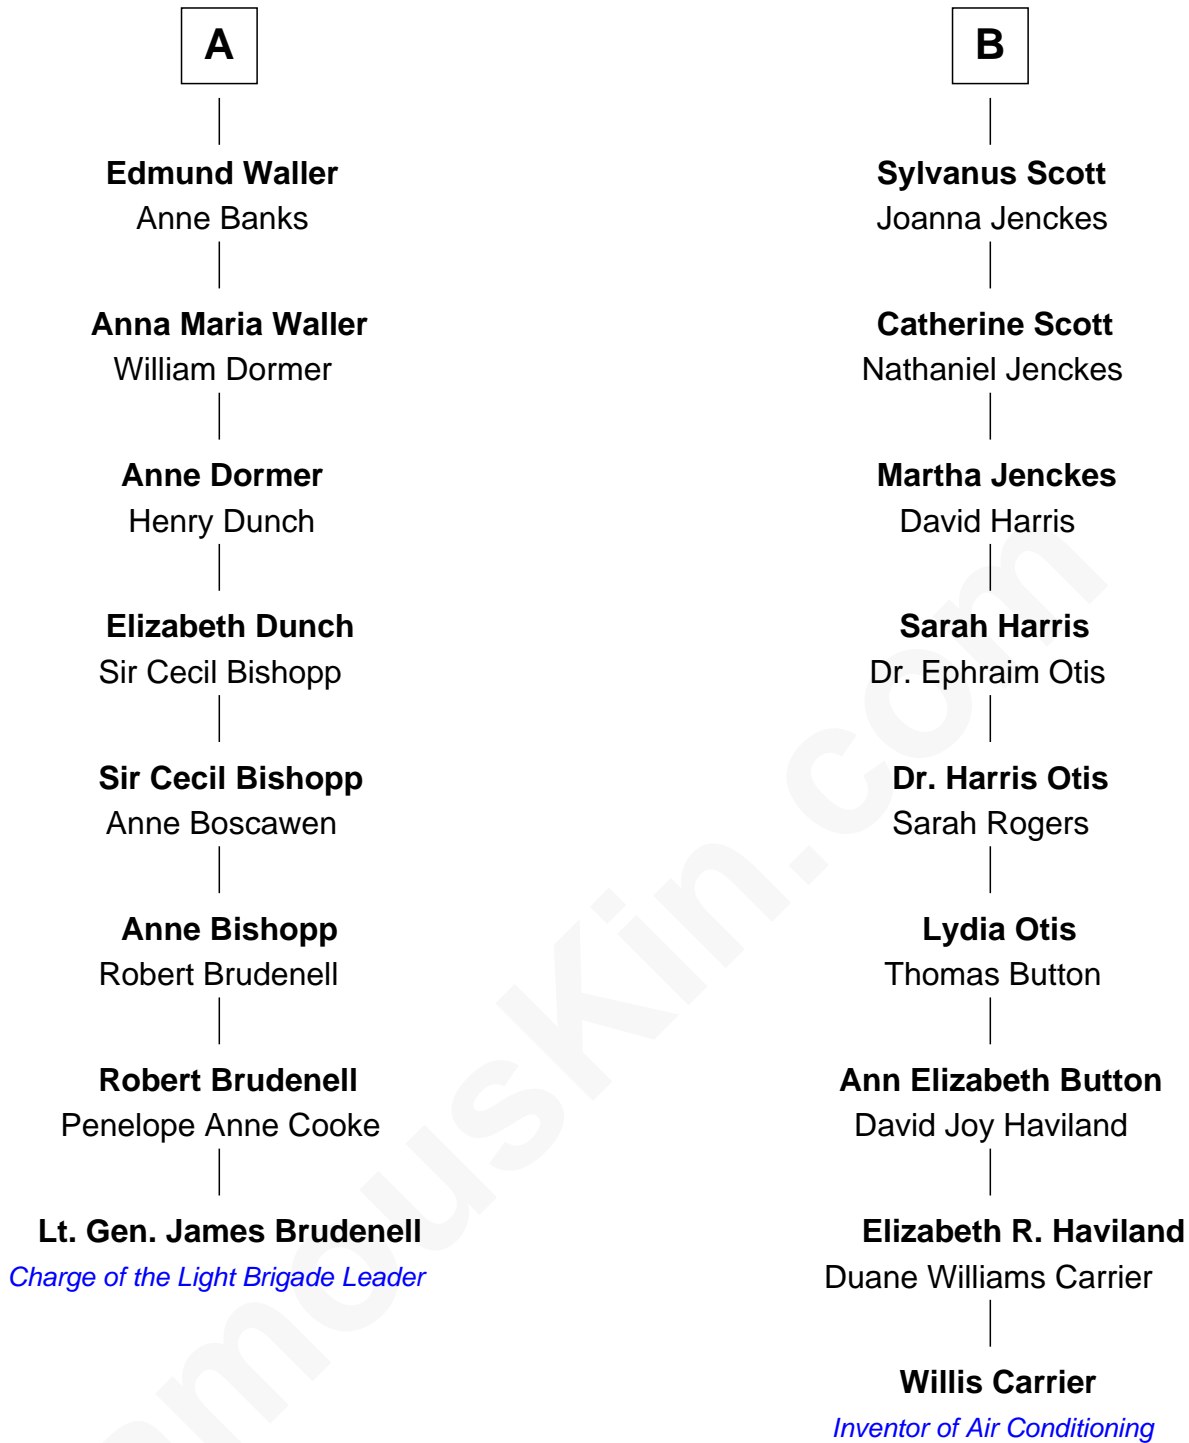 A
Edmund Waller
Anne Banks
Anna Maria Waller
William Dormer
Anne Dormer
Henry Dunch
Elizabeth Dunch
Sir Cecil Bishopp
Sir Cecil Bishopp
Anne Boscawen
Anne Bishopp
Robert Brudenell
Robert Brudenell
Penelope Anne Cooke
Lt. Gen. James Brudenell
Charge of the Light Brigade Leader
B
Sylvanus Scott
Joanna Jenckes
Catherine Scott
Nathaniel Jenckes
Martha Jenckes
David Harris
Sarah Harris
Dr. Ephraim Otis
Dr. Harris Otis
Sarah Rogers
Lydia Otis
Thomas Button
Ann Elizabeth Button
David Joy Haviland
Elizabeth R. Haviland
Duane Williams Carrier
Willis Carrier
Inventor of Air Conditioning
amousKin.com